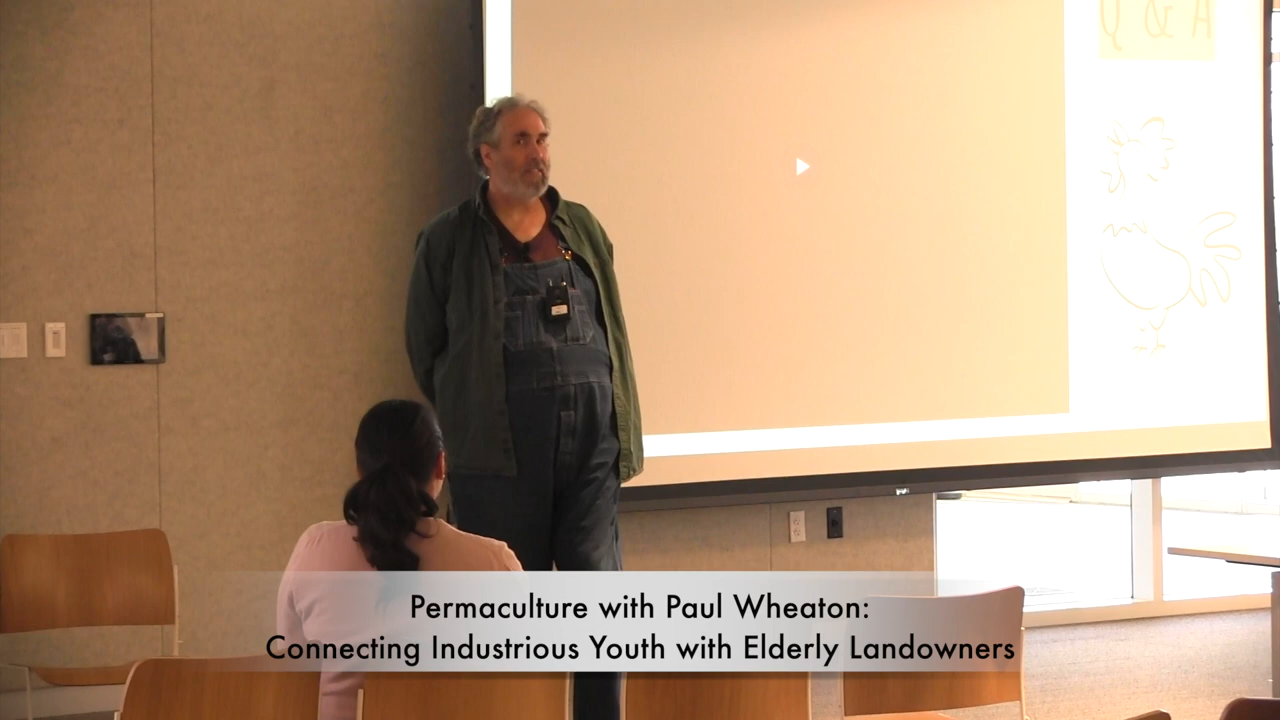 Q & A
Permaculture with Paul Wheaton:
Connecting Industrious Youth with Elderly Landowners